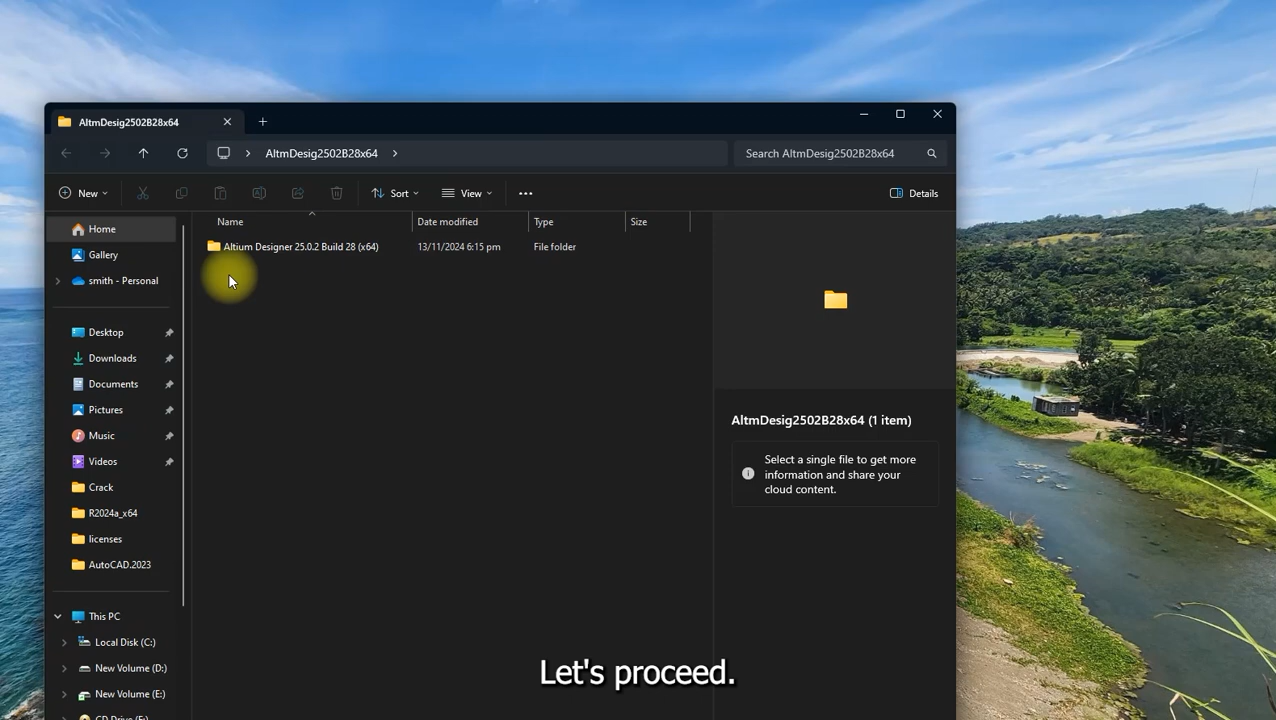 AltmDesig2502B28x64
AltmDesig2502B28x64
Search AltmDesig2502B28x64
New
Sort
View
Details
Name
Date modified
Type
Size
Home
Altium Designer 25.0.2 Build 28 (x64)
13/11/2024 6:15 pm
File folder
Gallery
smith - Personal
Desktop
Downloads
Documents
Pictures
Music
Videos
Crack
R2024a_x64
licenses
AutoCAD.2023
This PC
Local Disk (C:)
New Volume (D:)
New Volume (E:)
CD Drive (F:)
AltmDesig2502B28x64 (1 item)
Select a single file to get more
information and share your
cloud content.
Let's proceed.